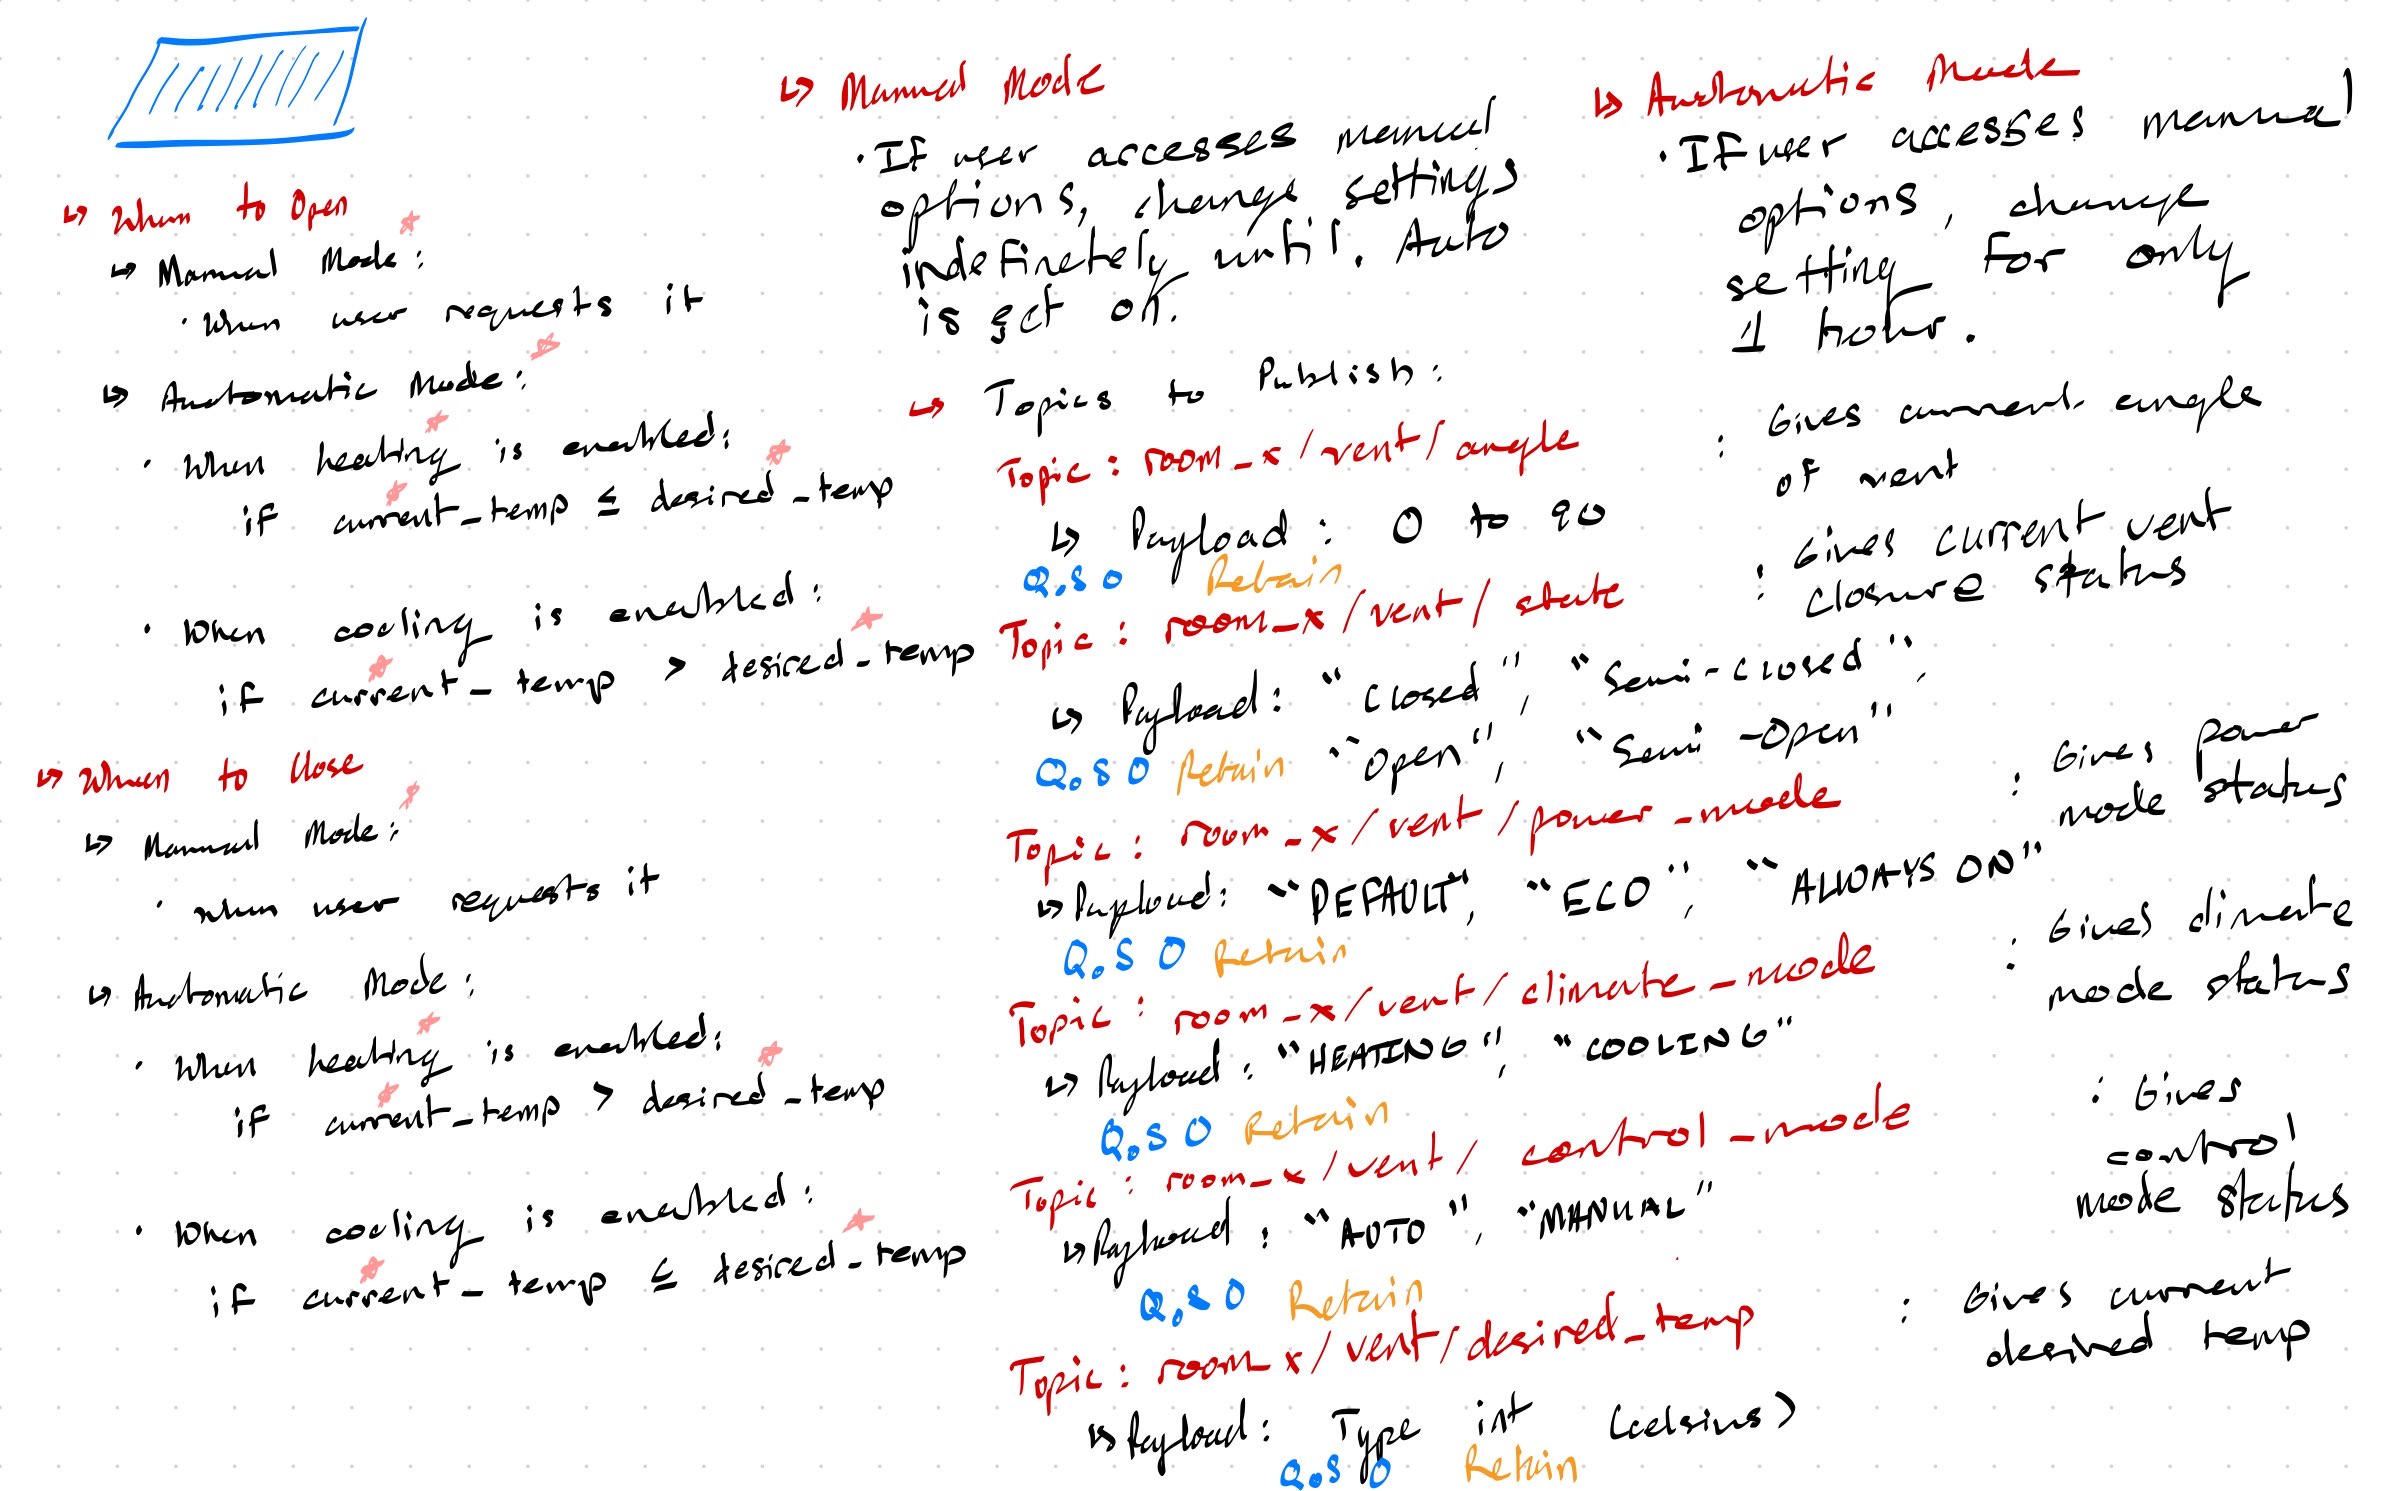 ↳ When to Open
↳ Manual Mode:
· When user requests it
↳ Automatic Mode:
· When heating is enabled:
if current_temp ≤ desired_temp
· When cooling is enabled:
if current_temp > desired_temp
↳ When to Close
↳ Manual Mode:
· when user requests it
↳ Automatic Mode:
· When heating is enabled:
if current_temp > desired_temp
· When cooling is enabled:
if current_temp ≤ desired_temp
↳ Manual Mode
· If user accesses manual
options, change settings
indefinetely until. Auto
is set on.
↳ Automatic Mode
· If user accesses manual
options, change
setting for only
1 hour.
↳ Topics to Publish:
Topic: room_x/vent/angle
: Gives current angle
of vent
↳ Payload: 0 to 90
QoS 0 Retain
Topic: room_x/vent/state
: Gives current vent
closure status
↳ Payload: "Closed", "Semi-closed",
"Open", "Semi-Open"
QoS 0 Retain
Topic: room_x/vent/power_mode
: Gives power
mode status
↳ Payload: "DEFAULT", "ECO", "ALWAYS ON"
QoS 0 Retain
Topic: room_x/vent/climate_mode
: Gives climate
mode status
↳ Payload: "HEATING", "COOLING"
QoS 0 Retain
Topic: room_x/vent/control_mode
: Gives
control
mode status
↳ Payload: "AUTO", "MANUAL"
QoS 0 Retain
Topic: room_x/vent/desired_temp
: Gives current
desired temp
↳ Payload: Type int (celsius)
QoS 0 Retain